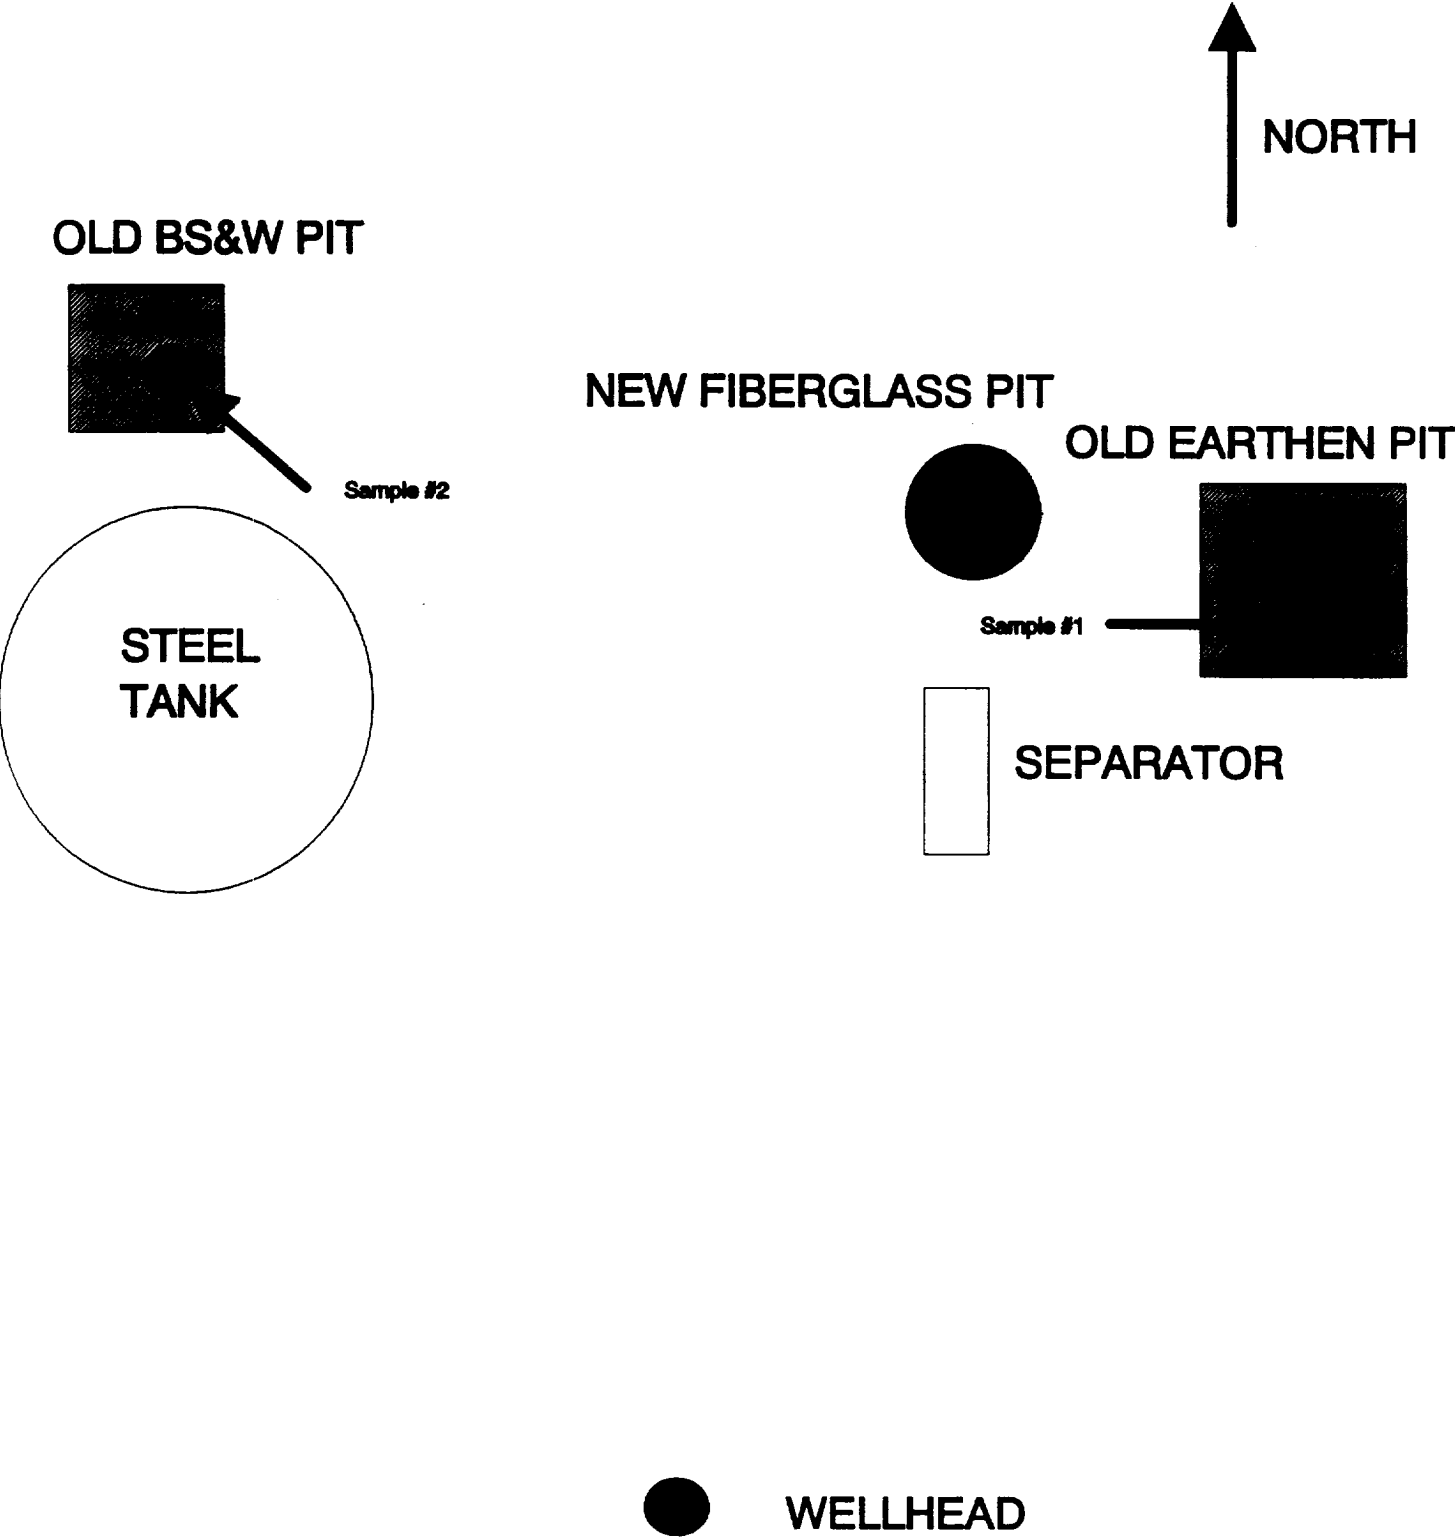 NORTH
OLD BS&W PIT
NEW FIBERGLASS PIT
OLD EARTHEN PIT
Sample #2
Sample #1
STEEL
TANK
SEPARATOR
WELLHEAD